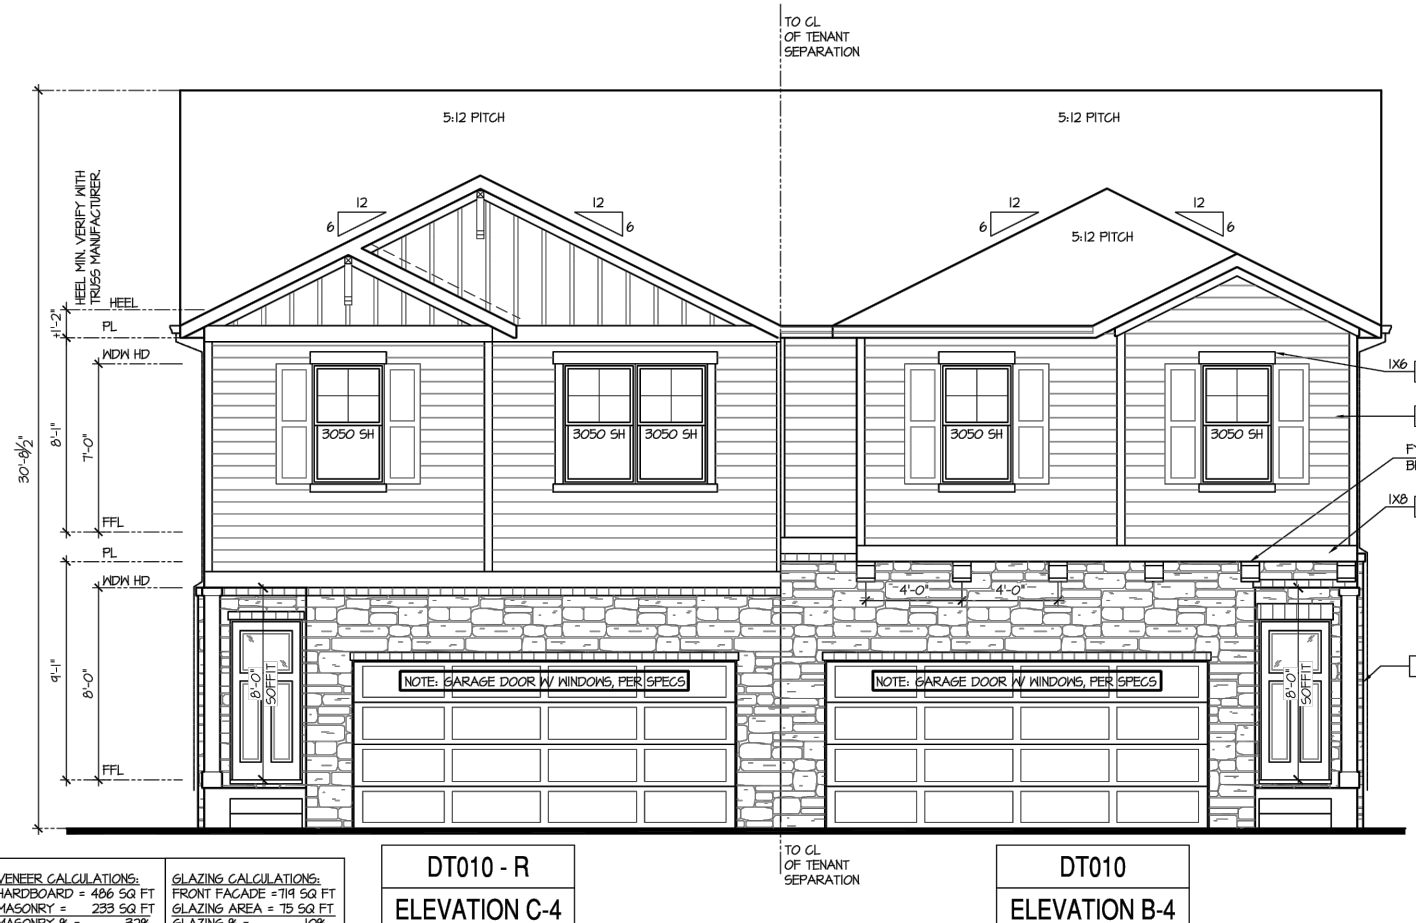 TO CL
OF TENANT
SEPARATION
5:12 PITCH
5:12 PITCH
HEEL MIN. VERIFY WITH
TRUSS MANUFACTURER.
12
6
12
6
12
6
12
6
5:12 PITCH
HEEL
±1'-2"
PL
WDW HD
1X6
30'-8½"
8'-1"
7'-0"
3050 SH
3050 SH
3050 SH
3050 SH
3050 SH
1X8
FFL
PL
WDW HD
4'-0"
4'-0"
9'-1"
8'-0"
8'-0"
SOFFIT
NOTE: GARAGE DOOR W/ WINDOWS, PER SPECS
NOTE: GARAGE DOOR W/ WINDOWS, PER SPECS
8'-0"
SOFFIT
FFL
TO CL
OF TENANT
SEPARATION
DT010 - R
ELEVATION C-4
DT010
ELEVATION B-4
VENEER CALCULATIONS:
HARDBOARD = 486 SQ FT
MASONRY = 233 SQ FT
MASONRY % = 32%
GLAZING CALCULATIONS:
FRONT FACADE =719 SQ FT
GLAZING AREA = 75 SQ FT
GLAZING % = 10%